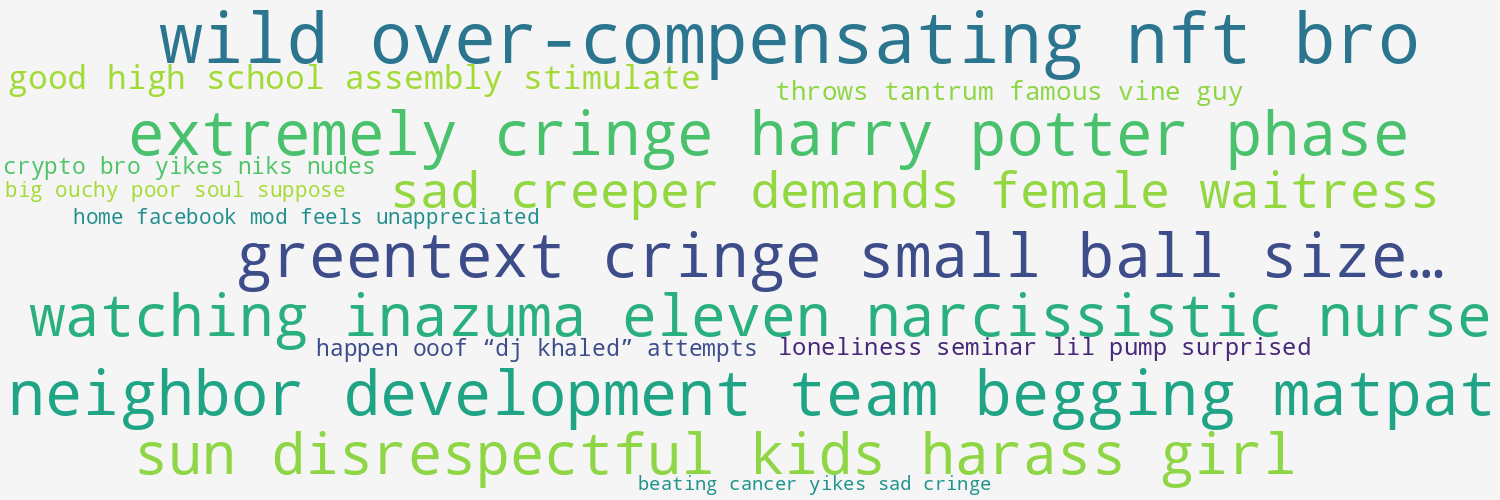 wild over-compensating nft bro
good high school assembly stimulate
throws tantrum famous vine guy
extremely cringe harry potter phase
crypto bro yikes niks nudes
big ouchy poor soul suppose
sad creeper demands female waitress
home facebook mod feels unappreciated
greentext cringe small ball size…
watching inazuma eleven narcissistic nurse
happen ooof “dj khaled” attempts
loneliness seminar lil pump surprised
neighbor development team begging matpat
sun disrespectful kids harass girl
beating cancer yikes sad cringe